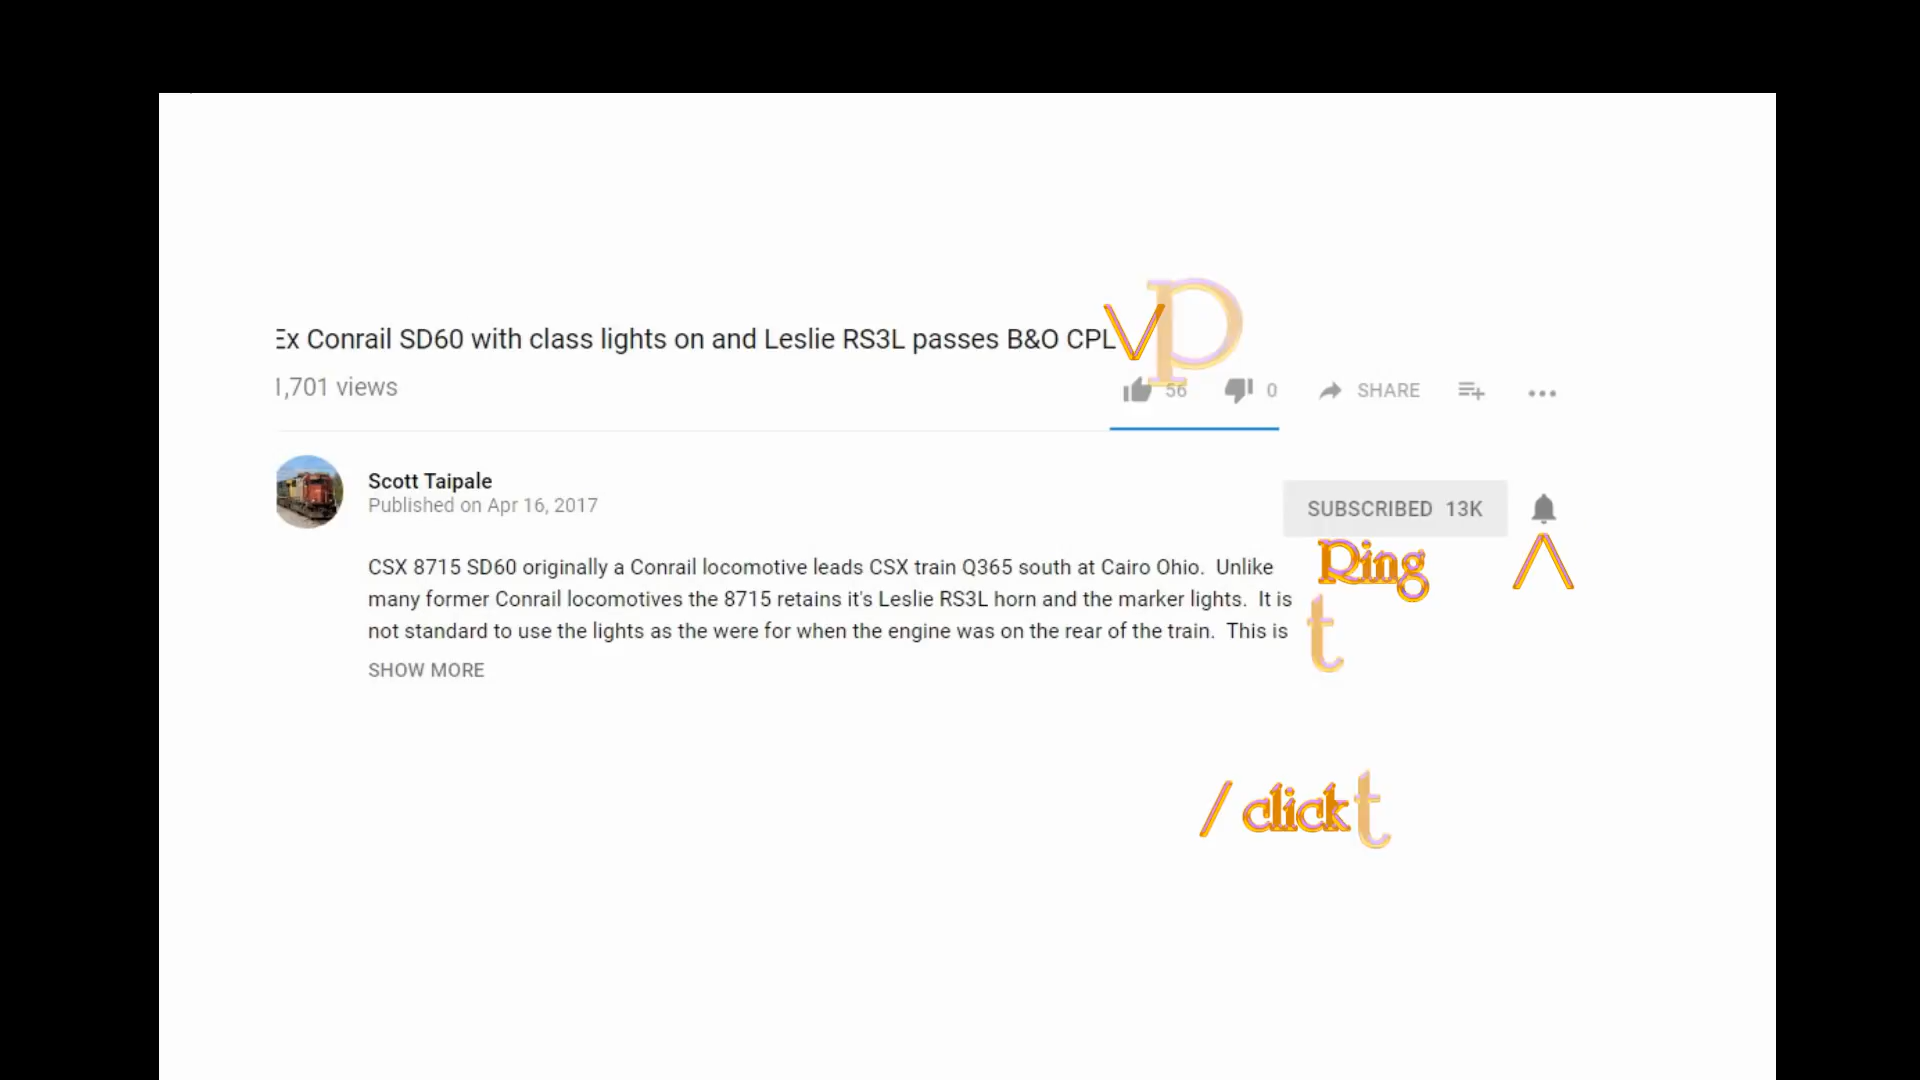 Ex Conrail SD60 with class lights on and Leslie RS3L passes B&O CPL
V P
1,701 views
56 0 SHARE
Scott Taipale
Published on Apr 16, 2017
SUBSCRIBED 13K
CSX 8715 SD60 originally a Conrail locomotive leads CSX train Q365 south at Cairo Ohio. Unlike
many former Conrail locomotives the 8715 retains it's Leslie RS3L horn and the marker lights. It is
not standard to use the lights as the were for when the engine was on the rear of the train. This is
SHOW MORE
Ring
t
/ click t